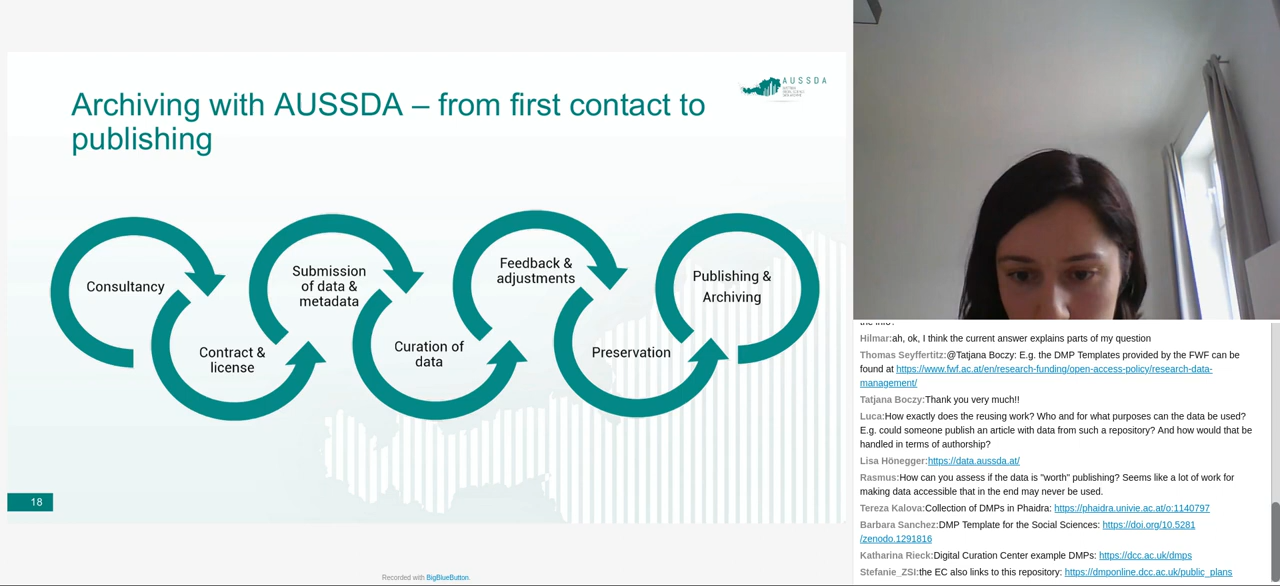 Archiving with AUSSDA – from first contact to
publishing
AUSSDA
Consultancy
Contract &
license
Submission
of data &
metadata
Curation of
data
Feedback &
adjustments
Preservation
Publishing &
Archiving
18
Recorded with BigBlueButton.
Hilmar:ah, ok, I think the current answer explains parts of my question
Thomas Seyffertitz:@Tatjana Boczy: E.g. the DMP Templates provided by the FWF can be
found at https://www.fwf.ac.at/en/research-funding/open-access-policy/research-data-
management/
Tatjana Boczy:Thank you very much!!
Luca:How exactly does the reusing work? Who and for what purposes can the data be used?
E.g. could someone publish an article with data from such a repository? And how would that be
handled in terms of authorship?
Lisa Hönegger:https://data.aussda.at/
Rasmus:How can you assess if the data is "worth" publishing? Seems like a lot of work for
making data accessible that in the end may never be used.
Tereza Kalova:Collection of DMPs in Phaidra: https://phaidra.univie.ac.at/o:1140797
Barbara Sanchez:DMP Template for the Social Sciences: https://doi.org/10.5281
/zenodo.1291816
Katharina Rieck:Digital Curation Center example DMPs: https://dcc.ac.uk/dmps
Stefanie_ZSI:the EC also links to this repository: https://dmponline.dcc.ac.uk/public_plans